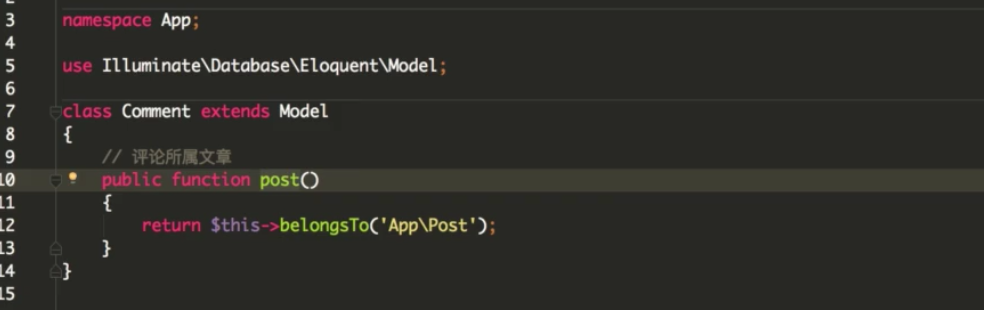 3 namespace App;
4
5 use Illuminate\Database\Eloquent\Model;
6
7 class Comment extends Model
8 {
9 // 评论所属文章
10 public function post()
11 {
12 return $this->belongsTo('App\Post');
13 }
14 }
15